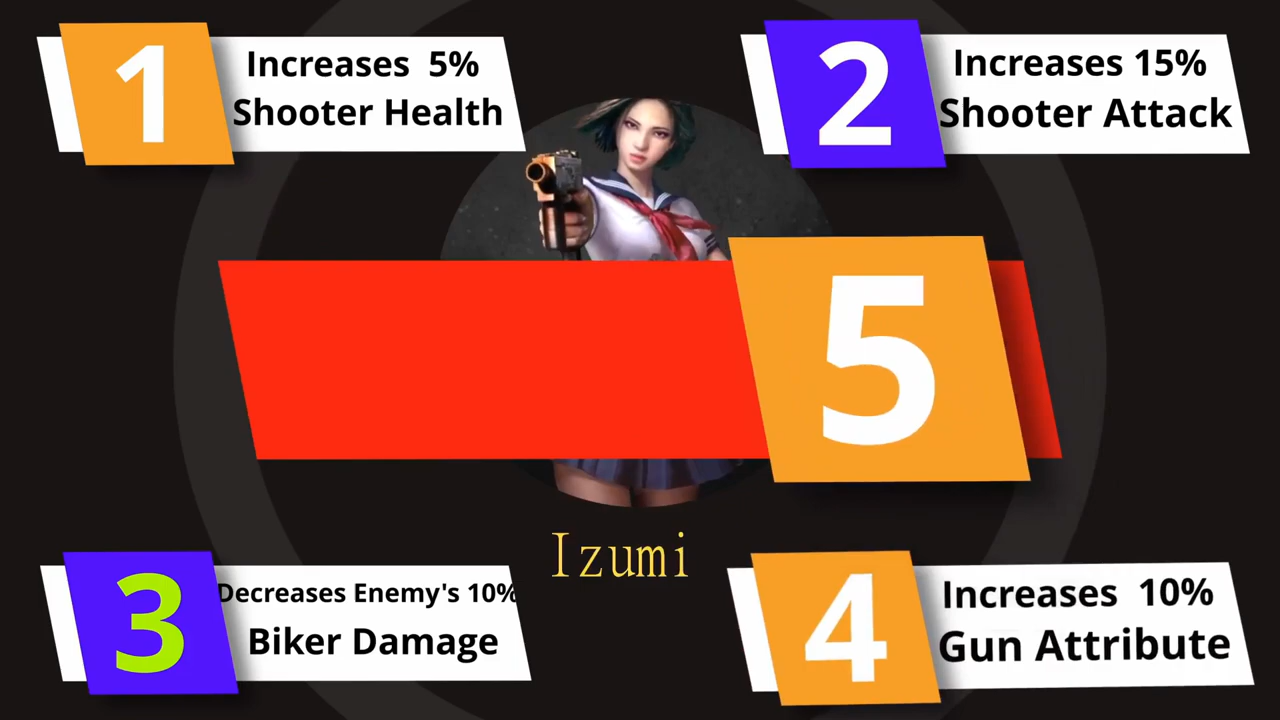 1
Increases 5%
Shooter Health
2
Increases 15%
Shooter Attack
5
Izumi
3
Decreases Enemy's 10%
Biker Damage
4
Increases 10%
Gun Attribute